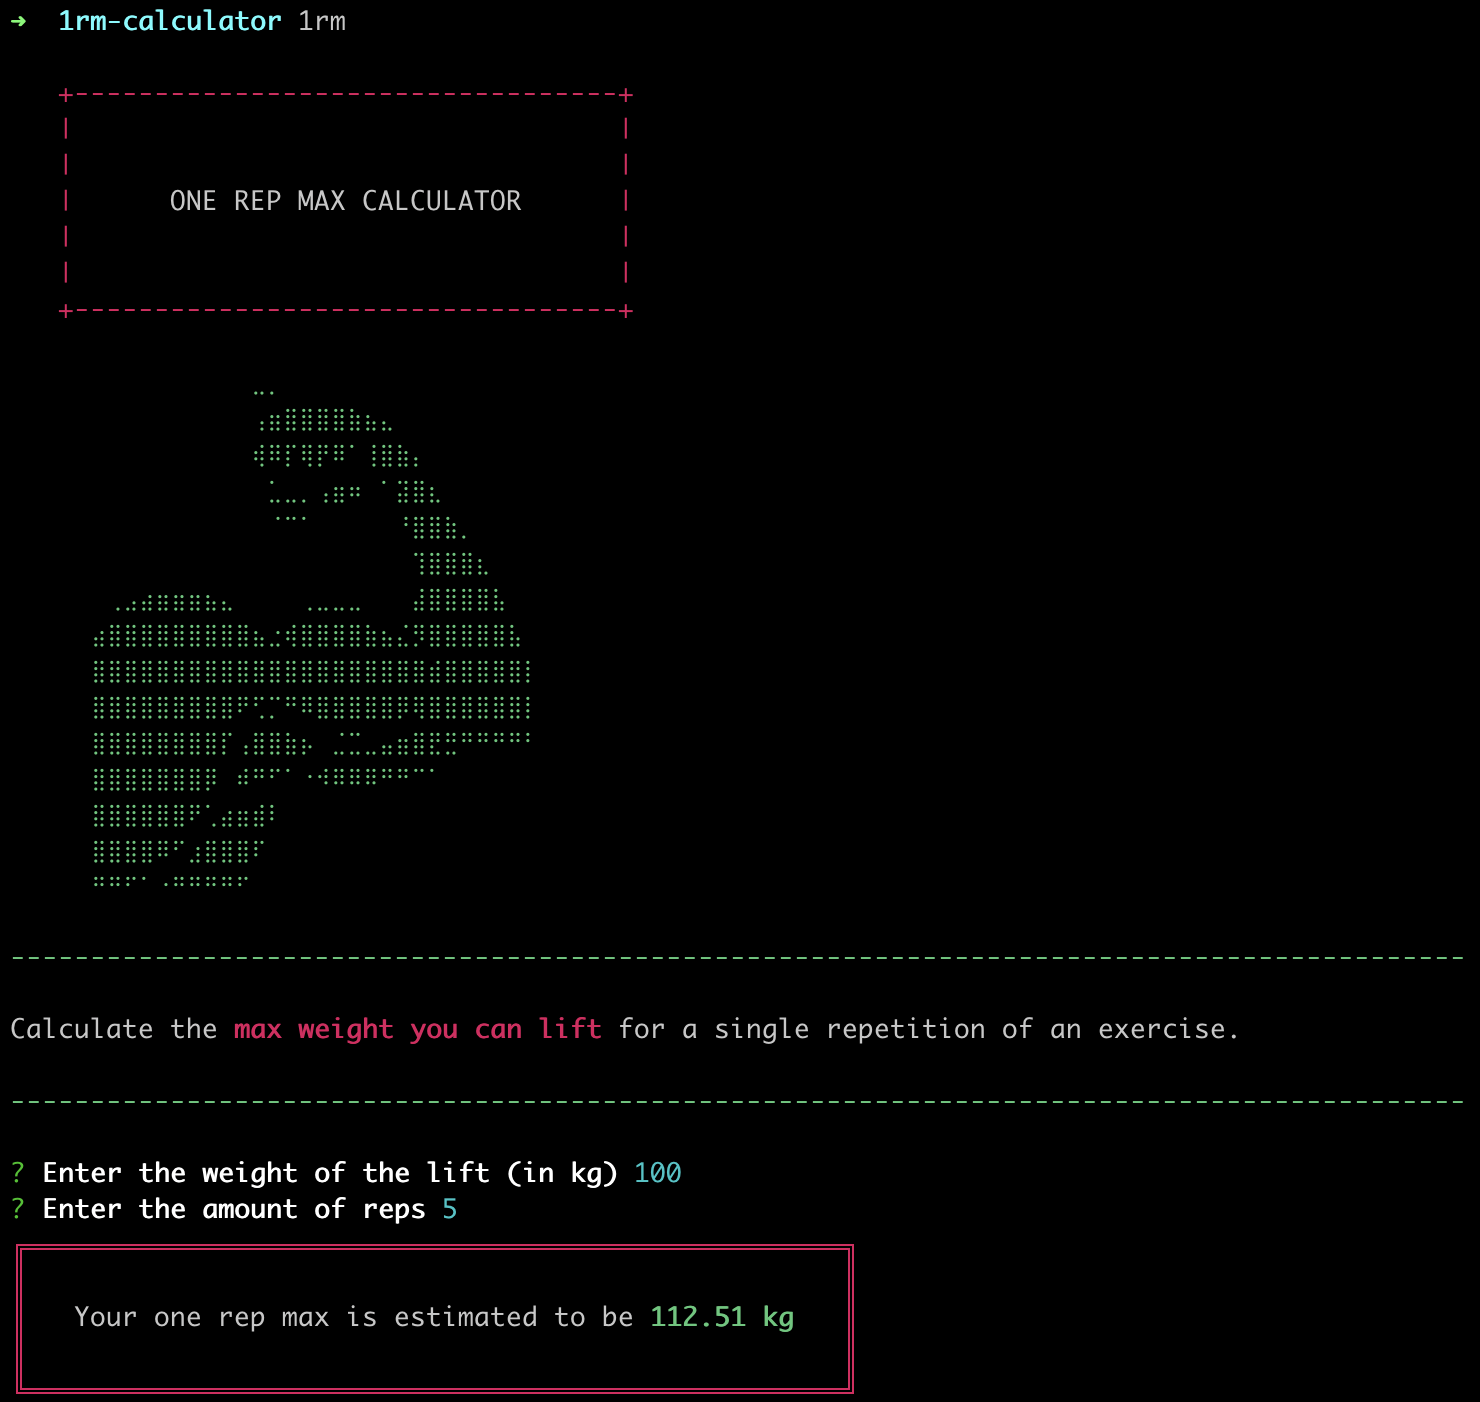 ➜ 1rm-calculator 1rm
ONE REP MAX CALCULATOR
Calculate the max weight you can lift for a single repetition of an exercise.
? Enter the weight of the lift (in kg) 100
? Enter the amount of reps 5
Your one rep max is estimated to be 112.51 kg